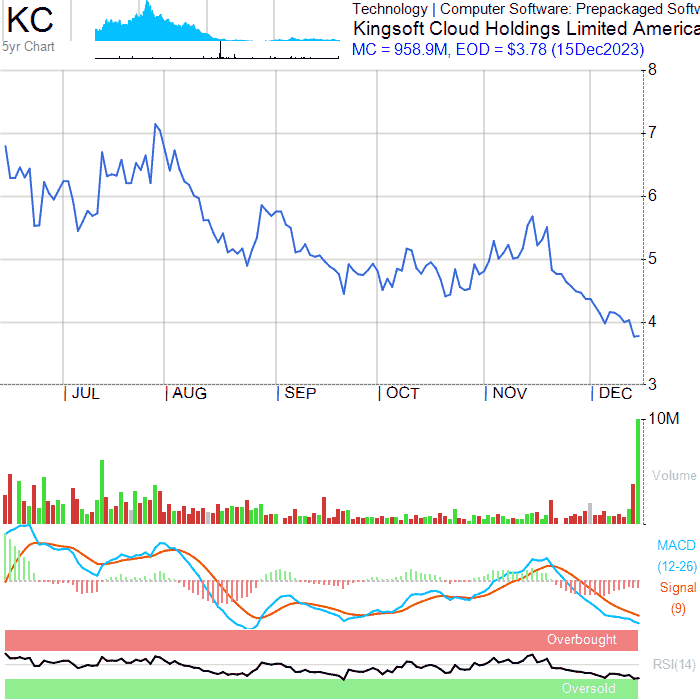 KC
5yr Chart
Technology | Computer Software: Prepackaged Softw
Kingsoft Cloud Holdings Limited America
MC = 958.9M, EOD = $3.78 (15Dec2023)
8
7
6
5
4
3
JUL AUG SEP OCT NOV DEC
10M
Volume
MACD
(12-26)
Signal
(9)
Overbought
RSI(14)
Oversold